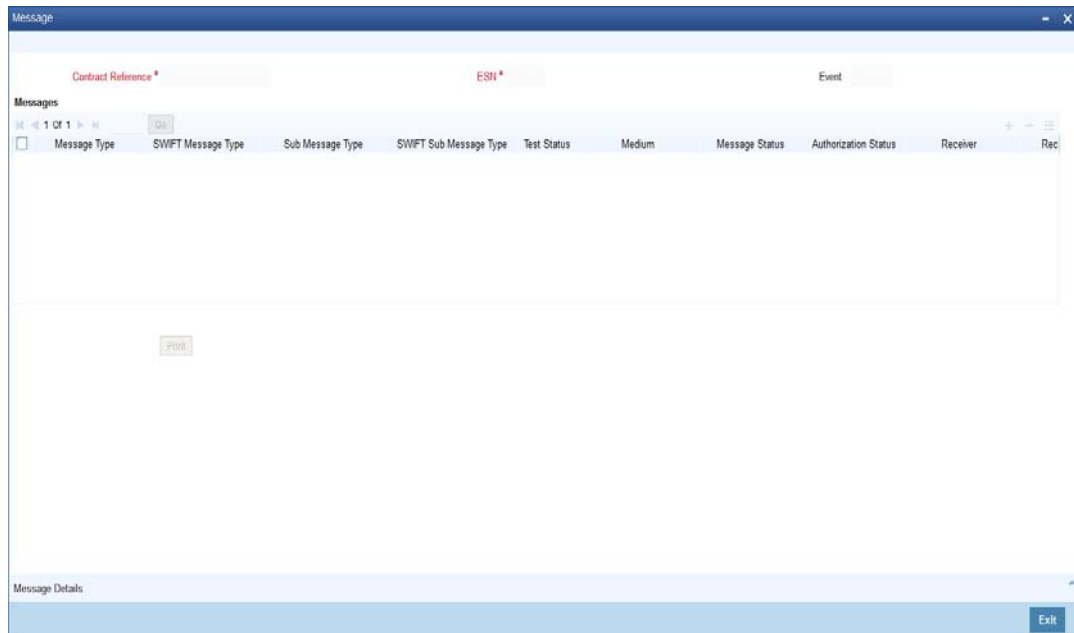 Message
Contract Reference * ESN * Event
Messages
1 Of 1 Go
Message Type SWIFT Message Type Sub Message Type SWIFT Sub Message Type Test Status Medium Message Status Authorization Status Receiver Rec
Print
Message Details
Exit